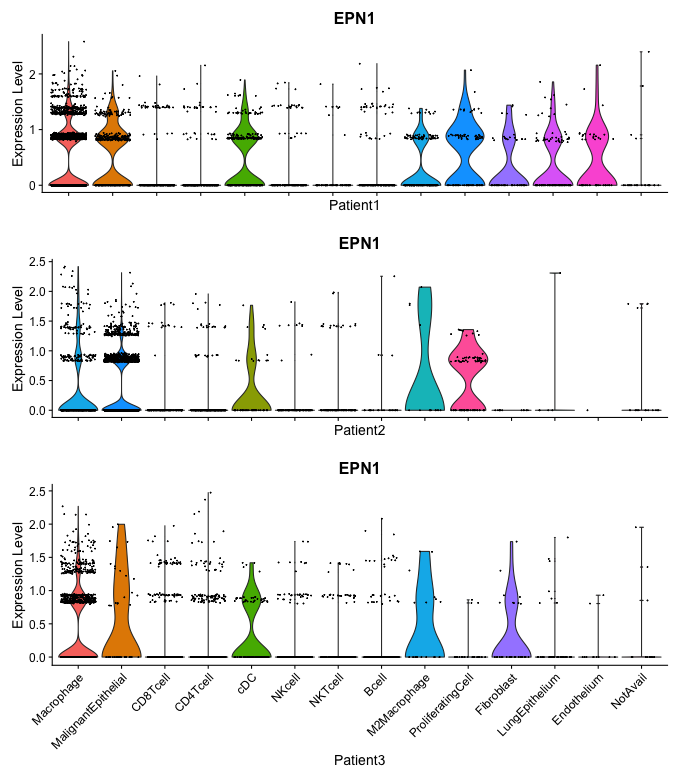 EPN1
Expression Level
2
1
0
Patient1
EPN1
Expression Level
2.5
2.0
1.5
1.0
0.5
0.0
Patient2
EPN1
Expression Level
2.5
2.0
1.5
1.0
0.5
0.0
Macrophage
MalignantEpithelial
CD8Tcell
CD4Tcell
cDC
NKcell
NKTcell
Bcell
M2Macrophage
ProliferatingCell
Fibroblast
LungEpithelium
Endothelium
NotAvail
Patient3